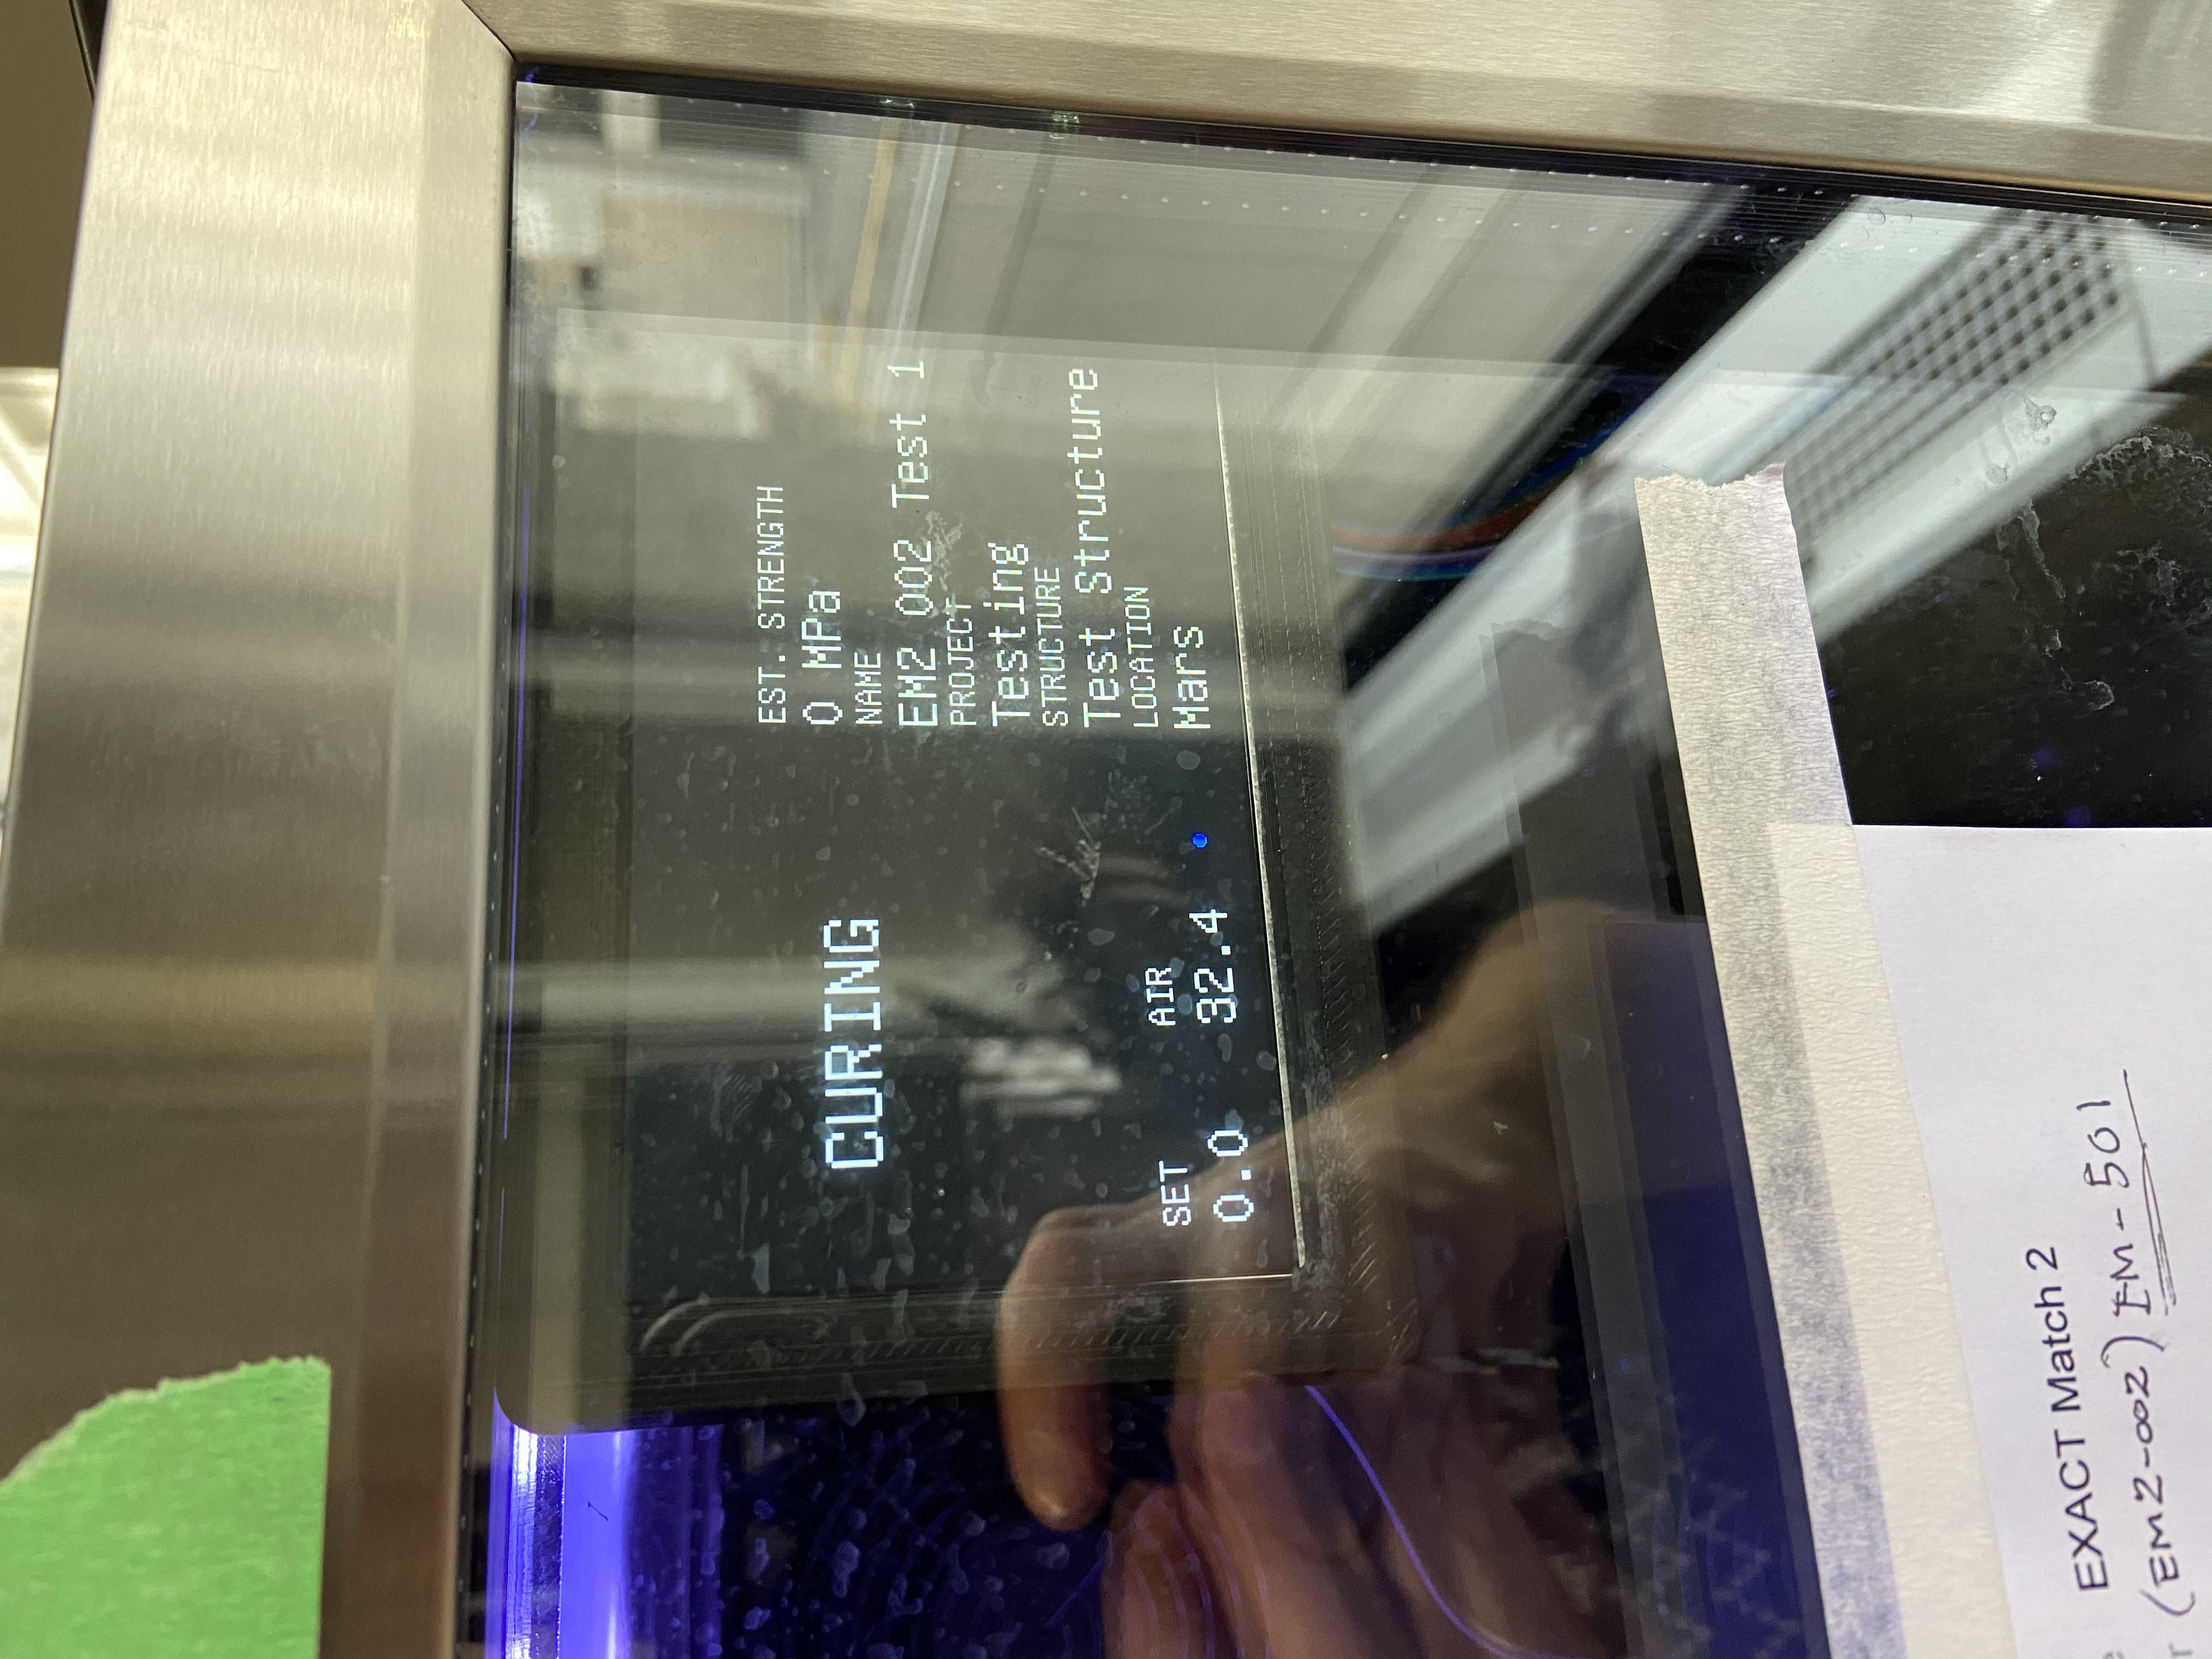 CURING
SET
0.0
AIR
32.4
EST. STRENGTH
0 MPa
NAME
EM2 002 Test 1
PROJECT
Testing
STRUCTURE
Test Structure
LOCATION
Mars
EXACT Match 2
(EM2-002) EM-501